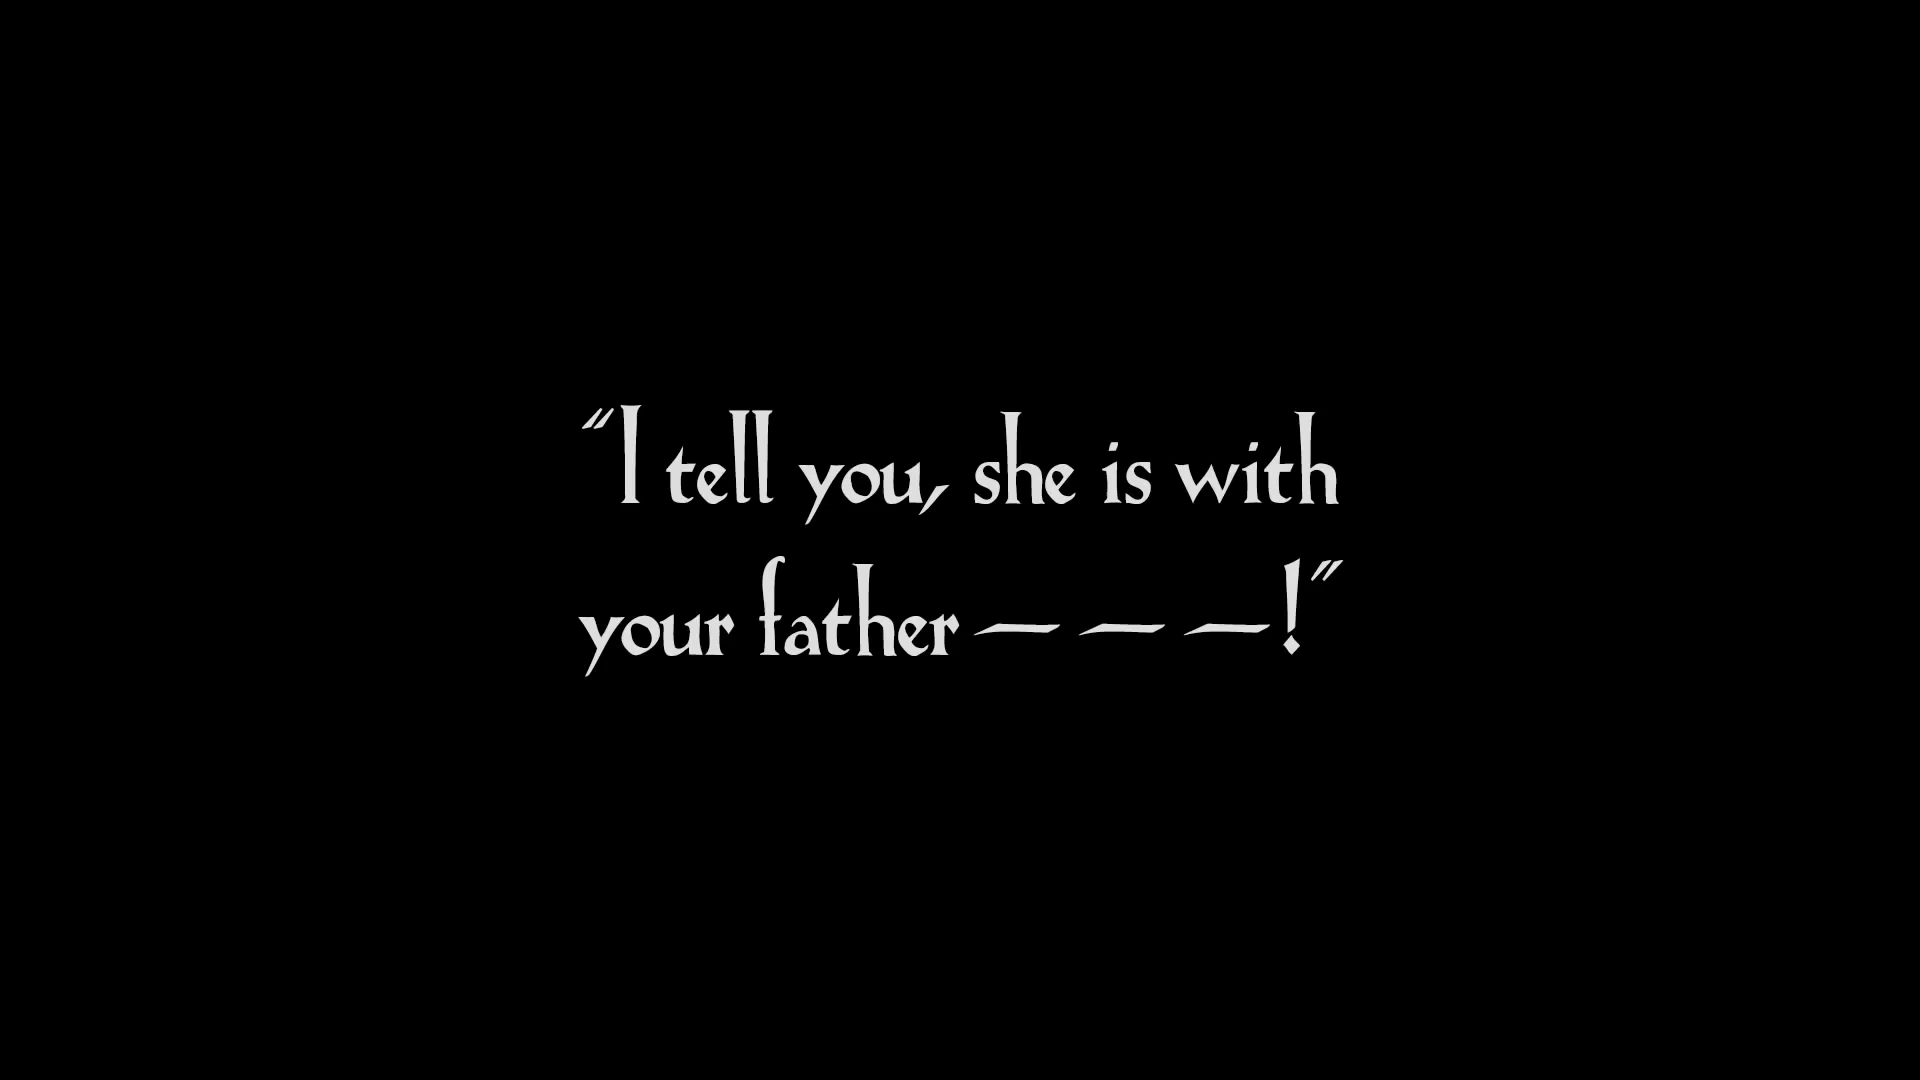 “I tell you, she is with
your father — — —!”